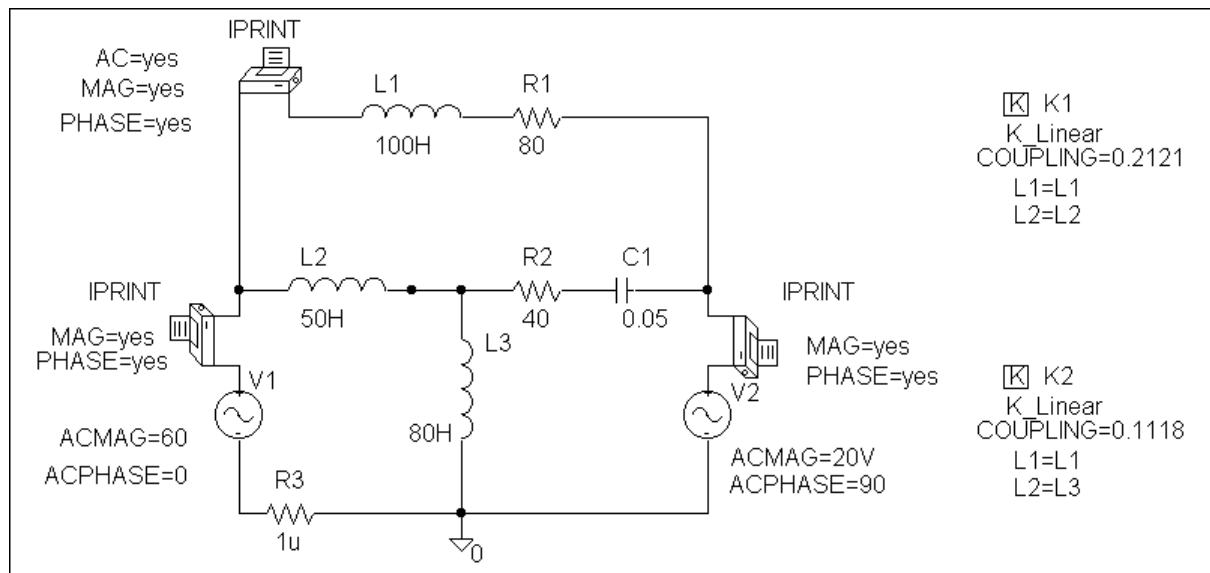 IPRINT
AC=yes
MAG=yes
PHASE=yes
L1
100H
R1
80
K K1
K_Linear
COUPLING=0.2121
L1=L1
L2=L2
L2
50H
R2
40
C1
0.05
IPRINT
MAG=yes
PHASE=yes
IPRINT
MAG=yes
PHASE=yes
L3
80H
V1
ACMAG=60
ACPHASE=0
V2
ACMAG=20V
ACPHASE=90
K K2
K_Linear
COUPLING=0.1118
L1=L1
L2=L3
R3
1u
0